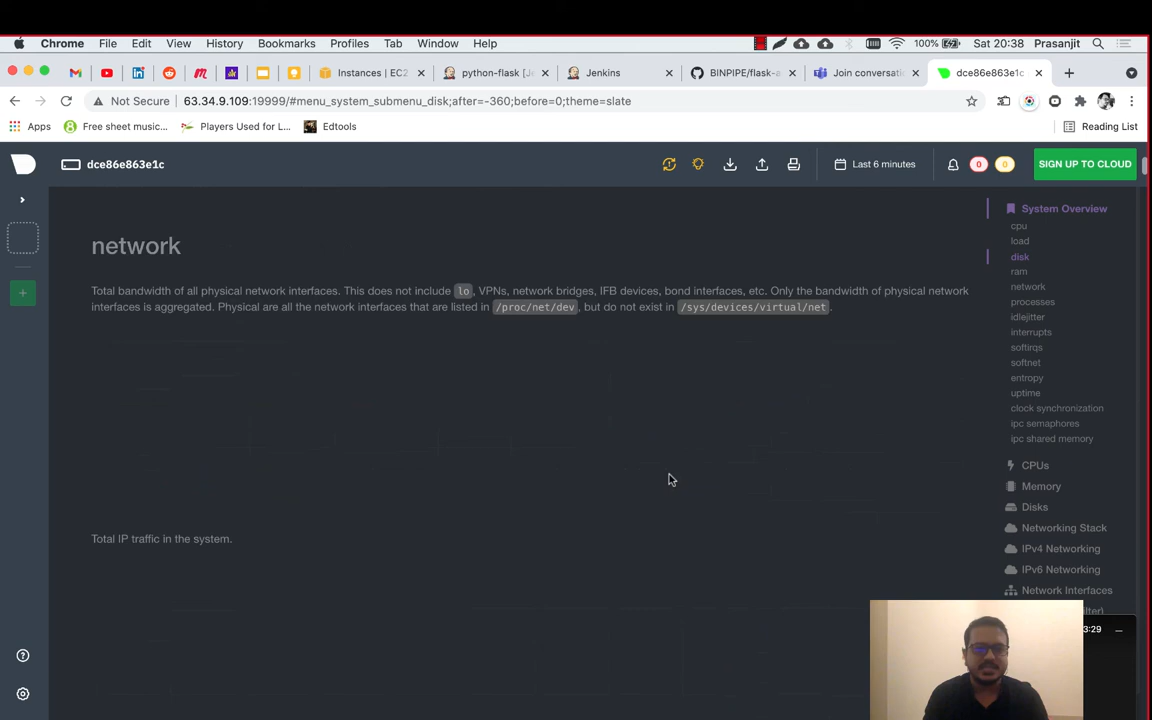 Chrome File Edit View History Bookmarks Profiles Tab Window Help 100% Sat 20:38 Prasanjit
Instances | EC2 python-flask [Je Jenkins BINPIPE/flask-a Join conversati dce86e863e1c
Not Secure 63.34.9.109:19999/#menu_system_submenu_disk;after=-360;before=0;theme=slate
Apps Free sheet music... Players Used for L... Edtools Reading List
dce86e863e1c Last 6 minutes 0 0 SIGN UP TO CLOUD
System Overview
cpu
load
disk
ram
network
processes
idlejitter
interrupts
softirqs
softnet
entropy
uptime
clock synchronization
ipc semaphores
ipc shared memory
CPUs
Memory
Disks
Networking Stack
IPv4 Networking
IPv6 Networking
Network Interfaces
network
Total bandwidth of all physical network interfaces. This does not include lo, VPNs, network bridges, IFB devices, bond interfaces, etc. Only the bandwidth of physical network
interfaces is aggregated. Physical are all the network interfaces that are listed in /proc/net/dev, but do not exist in /sys/devices/virtual/net.
Total IP traffic in the system.
3:29